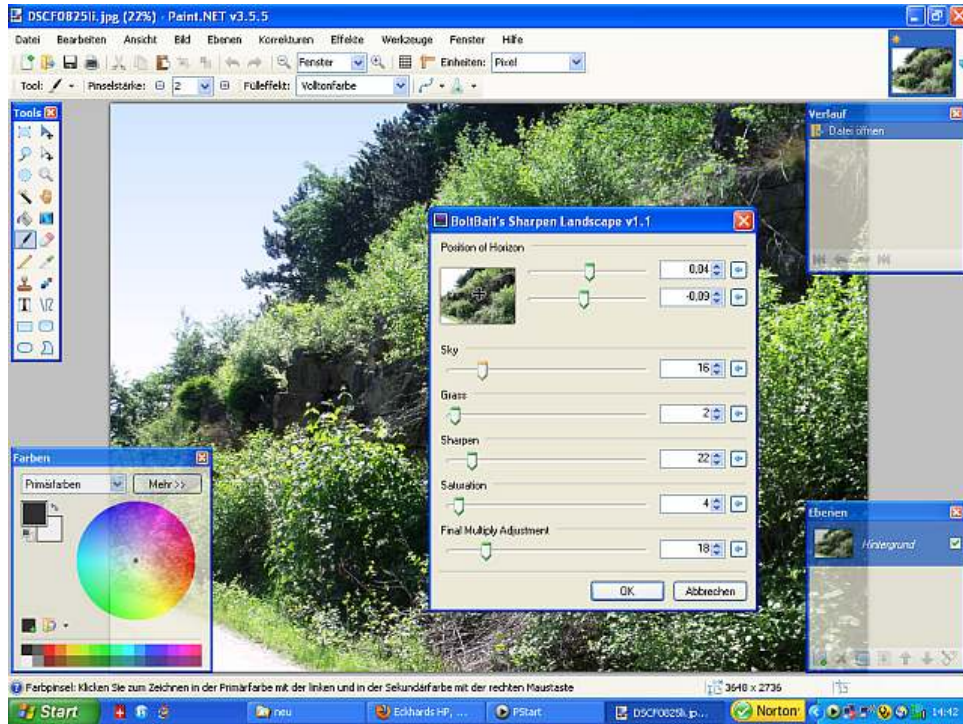 DSCF0825li.jpg (22%) - Paint.NET v3.5.5
Datei Bearbeiten Ansicht Bild Ebenen Korrekturen Effekte Werkzeuge Fenster Hilfe
Fenster Einheiten: Pixel
Tool: Pinselstärke: 2 Fülleffekt: Volltonfarbe
Tools
Verlauf
Datei öffnen
BoltBait's Sharpen Landscape v1.1
Position of Horizon
0,04
-0,09
Sky
16
Grass
2
Sharpen
22
Saturation
4
Final Multiply Adjustment
18
OK Abbrechen
Farben
Primärfarben Mehr >>
Ebenen
Hintergrund
Farbpinsel: Klicken Sie zum Zeichnen in der Primärfarbe mit der linken und in der Sekundärfarbe mit der rechten Maustaste
3648 x 2736
Start neu Eckhards HP, ... PStart DSCF0825li.jp... Norton 14:42